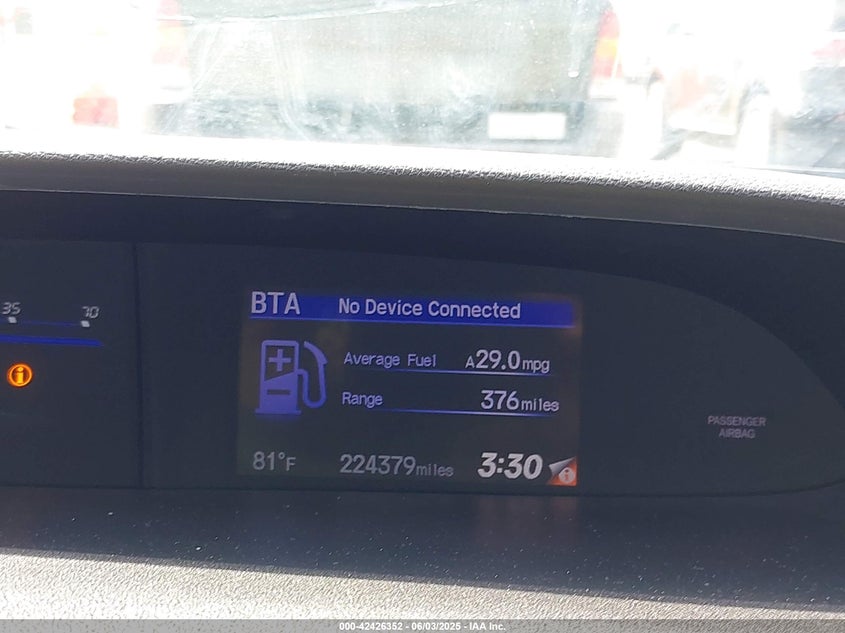 BTA No Device Connected
35 70
Average Fuel A29.0mpg
Range 376miles
PASSENGER
AIRBAG
81°F 224379miles 3:30
000-42426352 - 06/03/2025 - IAA Inc.